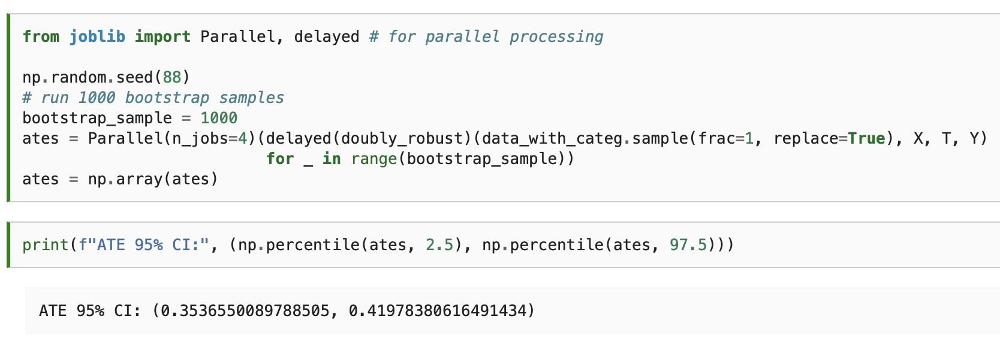 from joblib import Parallel, delayed # for parallel processing
np.random.seed(88)
# run 1000 bootstrap samples
bootstrap_sample = 1000
ates = Parallel(n_jobs=4)(delayed(doubly_robust)(data_with_categ.sample(frac=1, replace=True), X, T, Y)
for _ in range(bootstrap_sample))
ates = np.array(ates)
print(f"ATE 95% CI:", (np.percentile(ates, 2.5), np.percentile(ates, 97.5)))
ATE 95% CI: (0.3536550089788505, 0.41978380616491434)